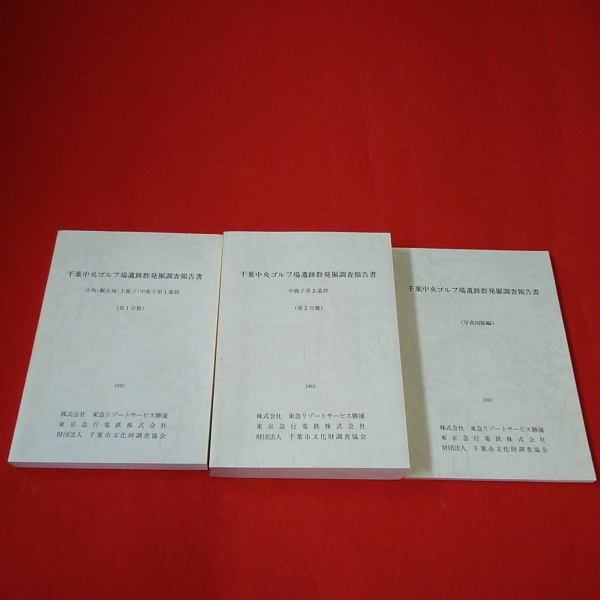 千葉中央ゴルフ場遺跡群発掘調査報告書
(第1分冊)
1992
株式会社 東急リゾートサービス勝浦
東京急行電鉄株式会社
財団法人 千葉市文化財調査協会
千葉中央ゴルフ場遺跡群発掘調査報告書
中鹿子第2遺跡
(第2分冊)
1992
株式会社 東急リゾートサービス勝浦
東京急行電鉄株式会社
財団法人 千葉市文化財調査協会
千葉中央ゴルフ場遺跡群発掘調査報告書
(写真図版編)
1992
株式会社 東急リゾートサービス勝浦
東京急行電鉄株式会社
財団法人 千葉市文化財調査協会